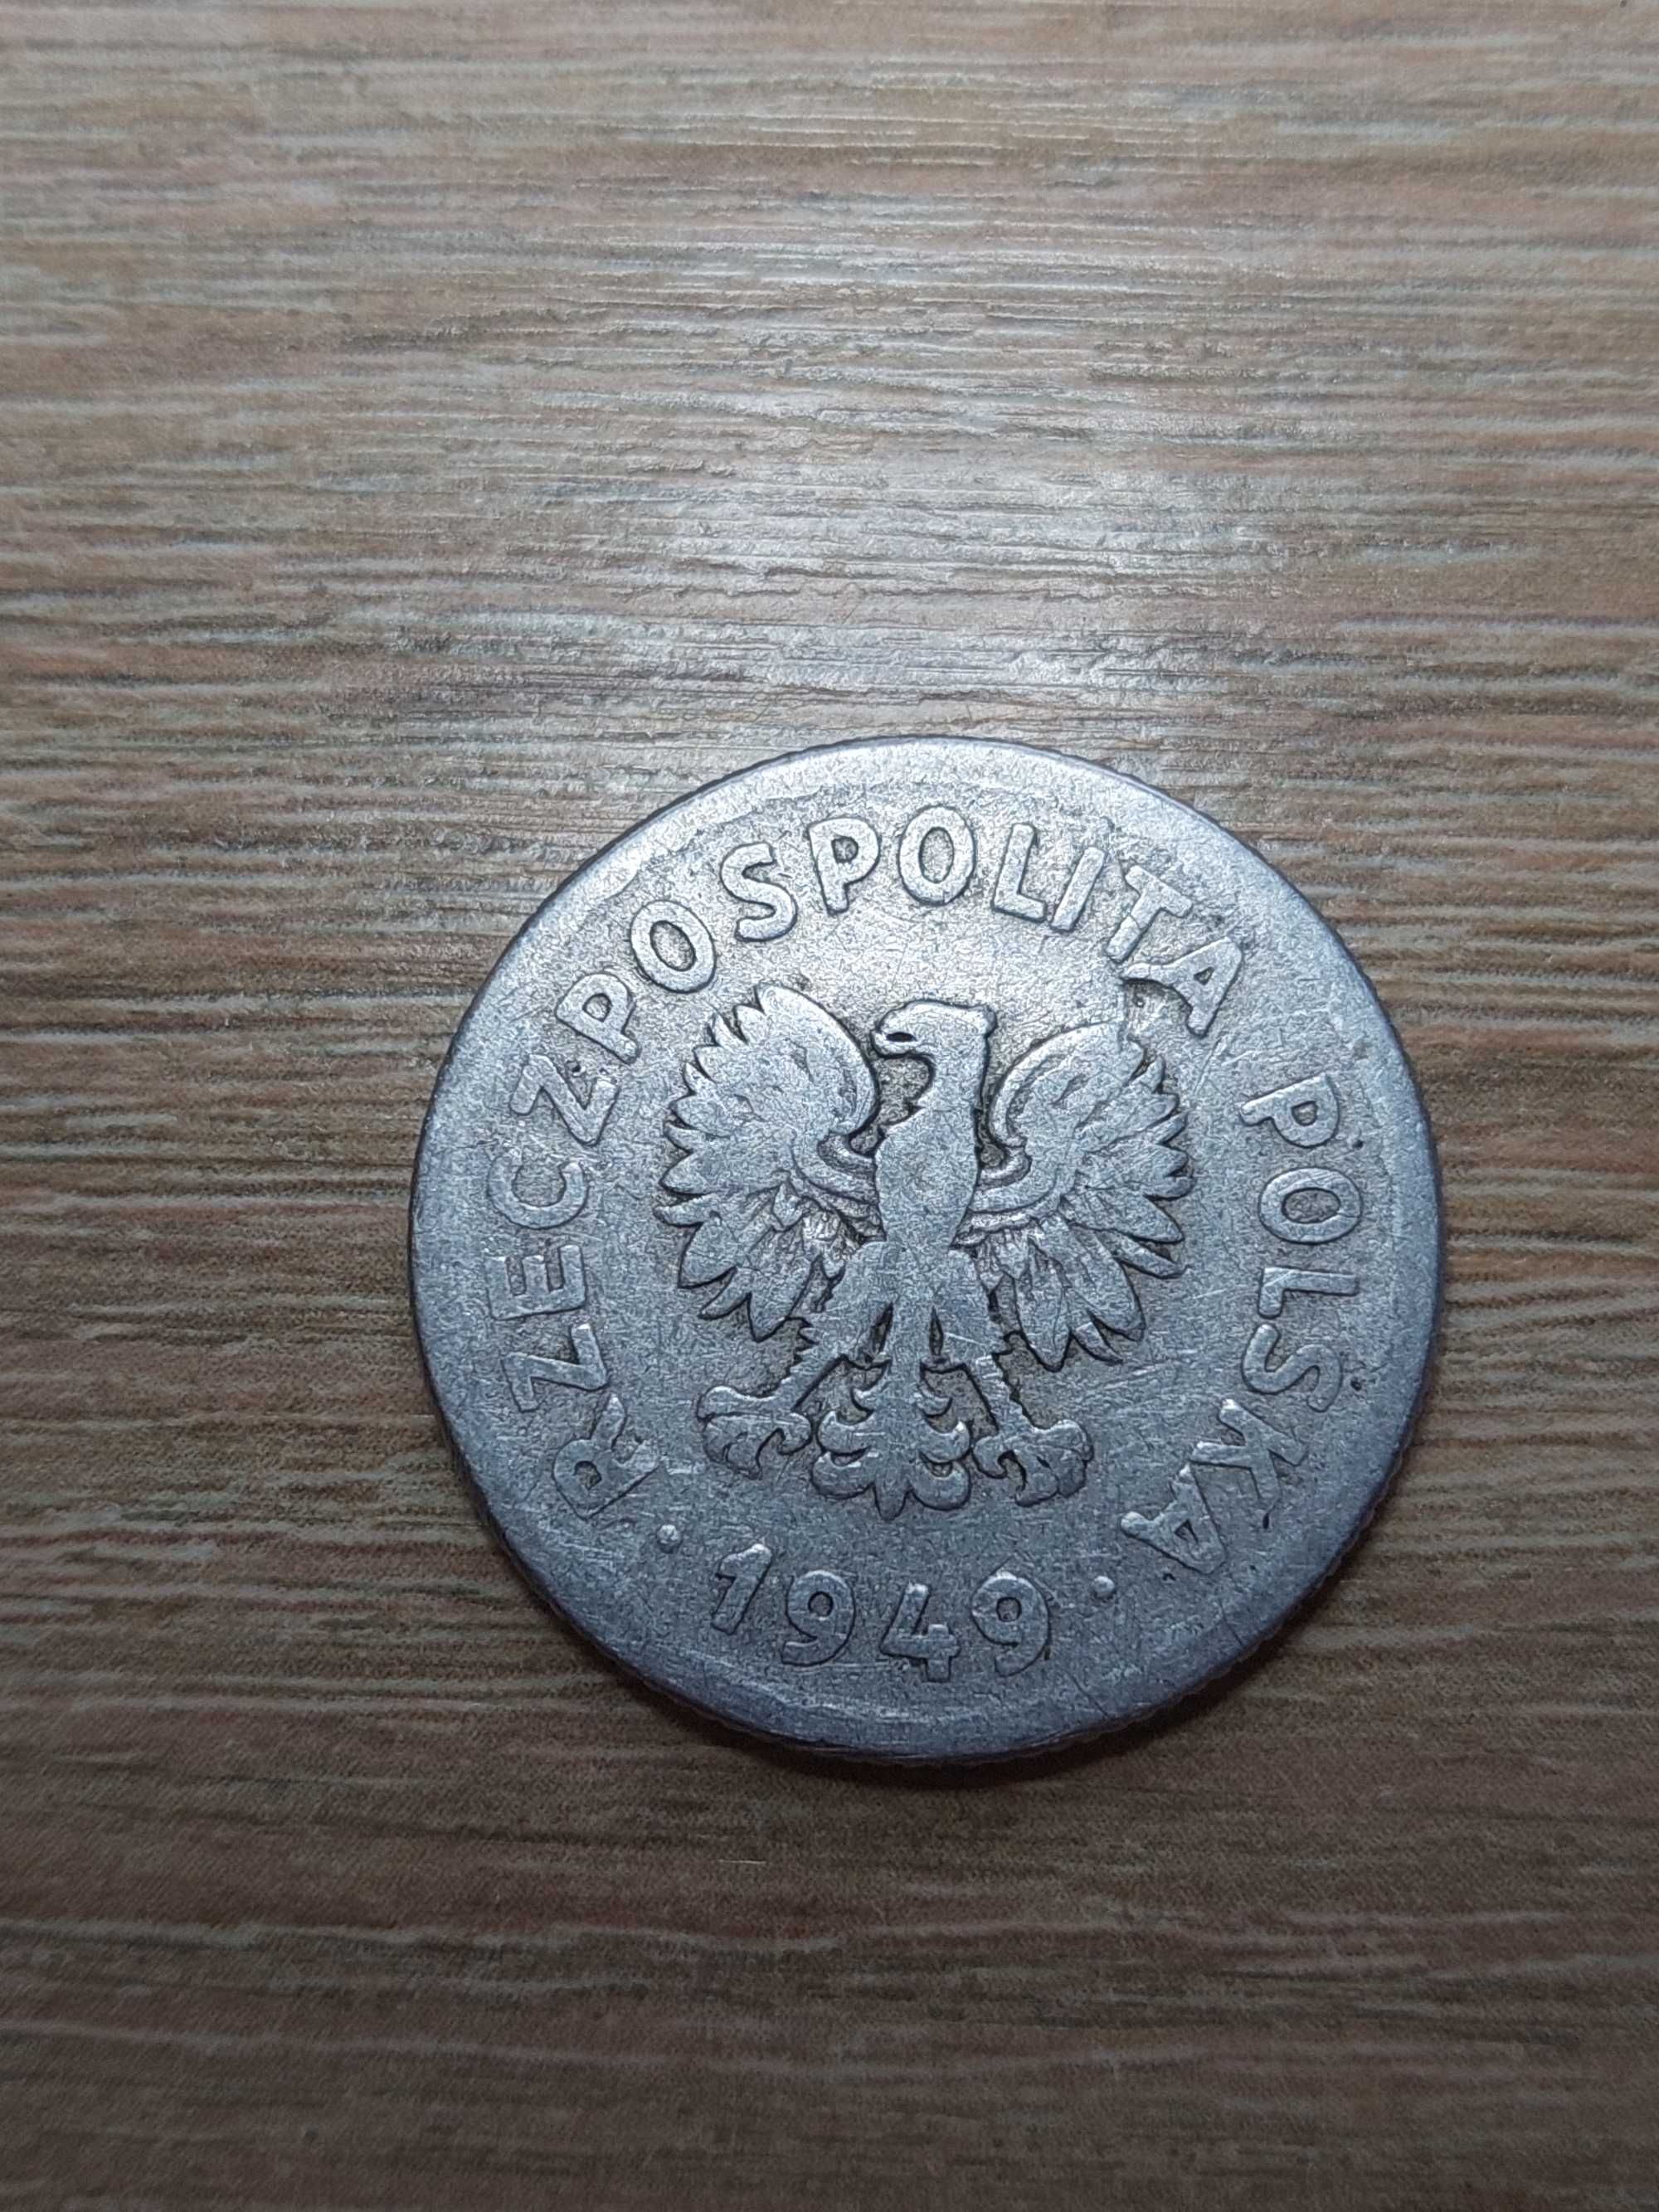 RZECZPOSPOLITA POLSKA
· 1949 ·